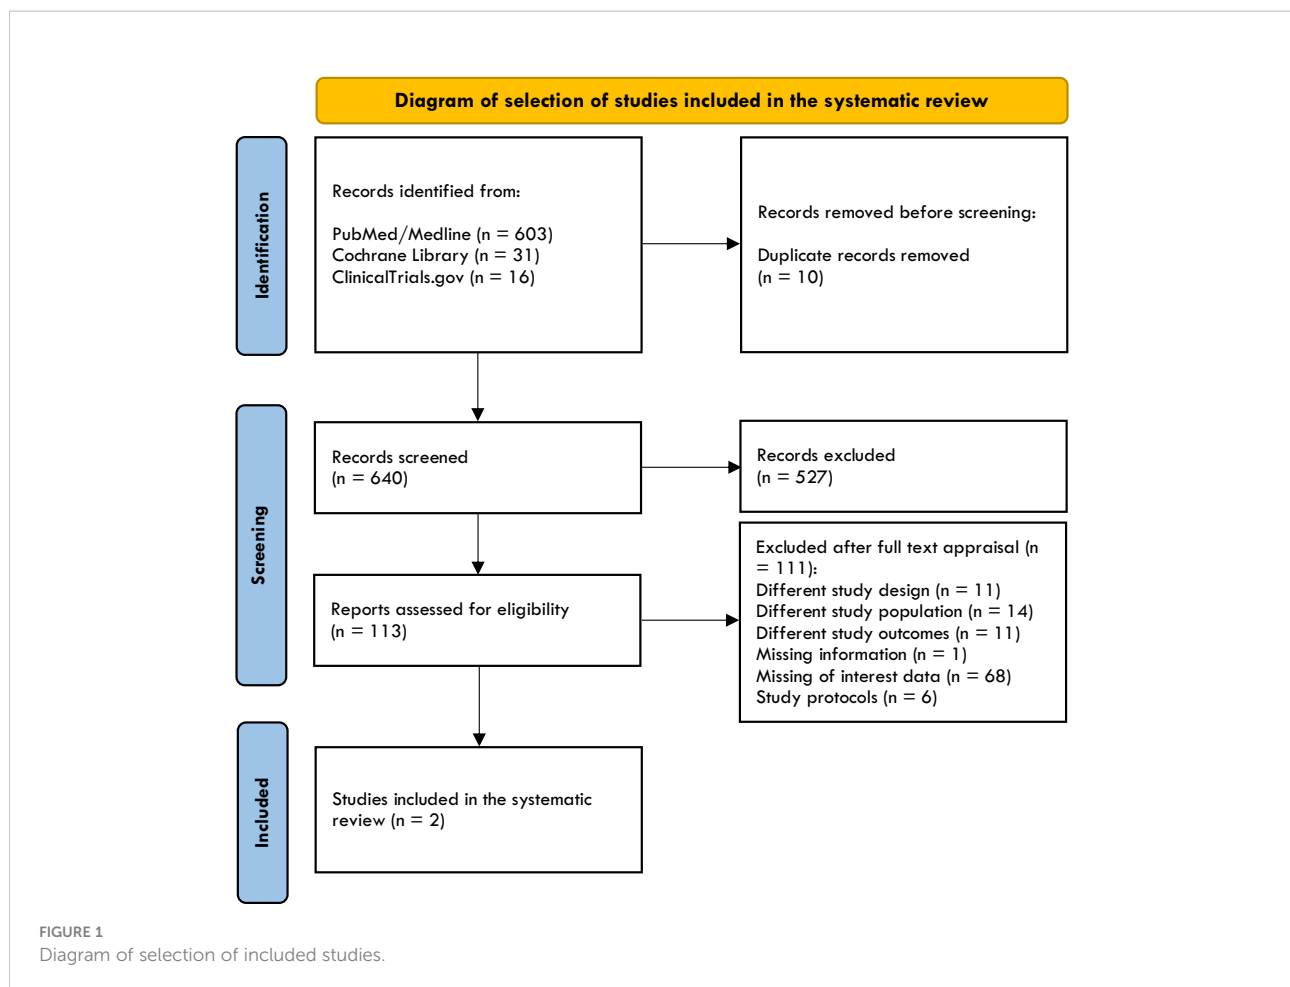 Diagram of selection of studies included in the systematic review
Identification
Records identified from:
PubMed/Medline (n = 603)
Cochrane Library (n = 31)
ClinicalTrials.gov (n = 16)
Records removed before screening:
Duplicate records removed
(n = 10)
Screening
Records screened
(n = 640)
Records excluded
(n = 527)
Reports assessed for eligibility
(n = 113)
Excluded after full text appraisal (n
= 111):
Different study design (n = 11)
Different study population (n = 14)
Different study outcomes (n = 11)
Missing information (n = 1)
Missing of interest data (n = 68)
Study protocols (n = 6)
Included
Studies included in the systematic
review (n = 2)
FIGURE 1
Diagram of selection of included studies.